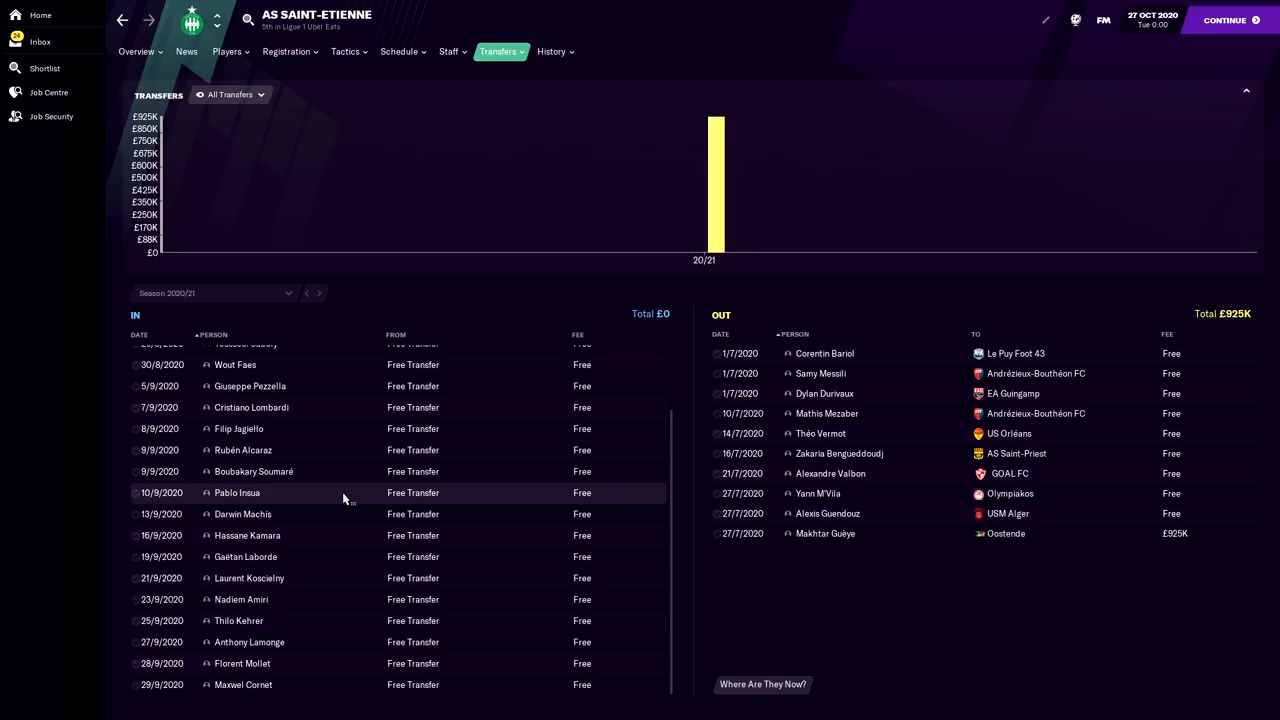 Home
24
Inbox
Shortlist
Job Centre
Job Security
AS SAINT-ETIENNE
5th in Ligue 1 Uber Eats
FM
27 OCT 2020
Tue 0:00
CONTINUE
Overview News Players Registration Tactics Schedule Staff Transfers History
TRANSFERS All Transfers
£925K
£850K
£750K
£675K
£600K
£500K
£425K
£350K
£250K
£170K
£88K
£0
20/21
Season 2020/21
IN Total £0
DATE PERSON FROM FEE
30/8/2020 Wout Faes Free Transfer Free
5/9/2020 Giuseppe Pezzella Free Transfer Free
7/9/2020 Cristiano Lombardi Free Transfer Free
8/9/2020 Filip Jagiełło Free Transfer Free
9/9/2020 Rubén Alcaraz Free Transfer Free
9/9/2020 Boubakary Soumaré Free Transfer Free
10/9/2020 Pablo Insua Free Transfer Free
13/9/2020 Darwin Machís Free Transfer Free
16/9/2020 Hassane Kamara Free Transfer Free
19/9/2020 Gaëtan Laborde Free Transfer Free
21/9/2020 Laurent Koscielny Free Transfer Free
23/9/2020 Nadiem Amiri Free Transfer Free
25/9/2020 Thilo Kehrer Free Transfer Free
27/9/2020 Anthony Lamonge Free Transfer Free
28/9/2020 Florent Mollet Free Transfer Free
29/9/2020 Maxwel Cornet Free Transfer Free
OUT Total £925K
DATE PERSON TO FEE
1/7/2020 Corentin Bariol Le Puy Foot 43 Free
1/7/2020 Samy Messili Andrézieux-Bouthéon FC Free
1/7/2020 Dylan Durivaux EA Guingamp Free
10/7/2020 Mathis Mezaber Andrézieux-Bouthéon FC Free
14/7/2020 Théo Vermot US Orléans Free
16/7/2020 Zakaria Bengueddoudj AS Saint-Priest Free
21/7/2020 Alexandre Valbon GOAL FC Free
27/7/2020 Yann M'Vila Olympiakos Free
27/7/2020 Alexis Guendouz USM Alger Free
27/7/2020 Makhtar Guèye Oostende £925K
Where Are They Now?